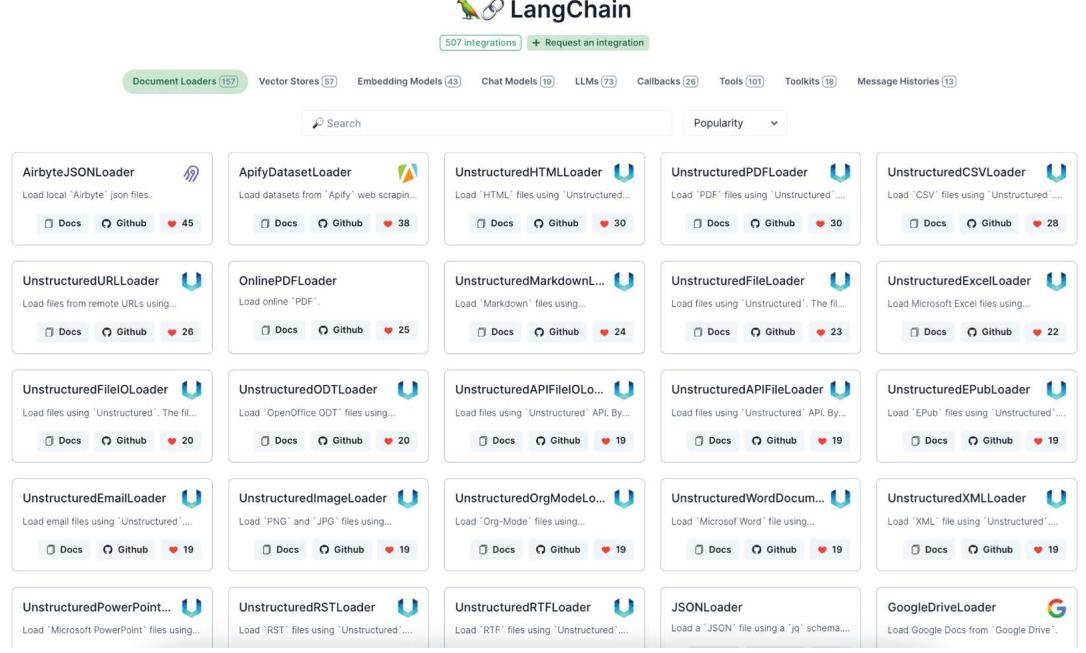 LangChain
507 integrations + Request an integration
Document Loaders 157 Vector Stores 57 Embedding Models 43 Chat Models 19 LLMs 73 Callbacks 26 Tools 101 Toolkits 18 Message Histories 13
Search Popularity
AirbyteJSONLoader ApifyDatasetLoader UnstructuredHTMLLoader UnstructuredPDFLoader UnstructuredCSVLoader
Load local `Airbyte` json files. Load datasets from `Apify` web scrapin... Load `HTML` files using `Unstructured... Load `PDF` files using `Unstructured`.... Load `CSV` files using `Unstructured`....
Docs Github 45 Docs Github 38 Docs Github 30 Docs Github 30 Docs Github 28
UnstructuredURLLoader OnlinePDFLoader UnstructuredMarkdownL... UnstructuredFileLoader UnstructuredExcelLoader
Load files from remote URLs using... Load online `PDF`. Load `Markdown` files using... Load files using `Unstructured`. The fil... Load Microsoft Excel files using...
Docs Github 26 Docs Github 25 Docs Github 24 Docs Github 23 Docs Github 22
UnstructuredFileIOLoader UnstructuredODTLoader UnstructuredAPIFileIOLo... UnstructuredAPIFileLoader UnstructuredEPubLoader
Load files using `Unstructured`. The fil... Load `OpenOffice ODT` files using... Load files using `Unstructured` API. By... Load files using `Unstructured` API. By... Load `EPub` files using `Unstructured`....
Docs Github 20 Docs Github 20 Docs Github 19 Docs Github 19 Docs Github 19
UnstructuredEmailLoader UnstructuredImageLoader UnstructuredOrgModeLo... UnstructuredWordDocum... UnstructuredXMLLoader
Load email files using `Unstructured`.... Load `PNG` and `JPG` files using... Load `Org-Mode` files using... Load `Microsof Word` file using... Load `XML` file using `Unstructured`....
Docs Github 19 Docs Github 19 Docs Github 19 Docs Github 19 Docs Github 19
UnstructuredPowerPoint... UnstructuredRSTLoader UnstructuredRTFLoader JSONLoader GoogleDriveLoader
Load `Microsoft PowerPoint` files using... Load `RST` files using `Unstructured`.... Load `RTF` files using `Unstructured`.... Load a `JSON` file using a `jq` schema.... Load Google Docs from `Google Drive`.